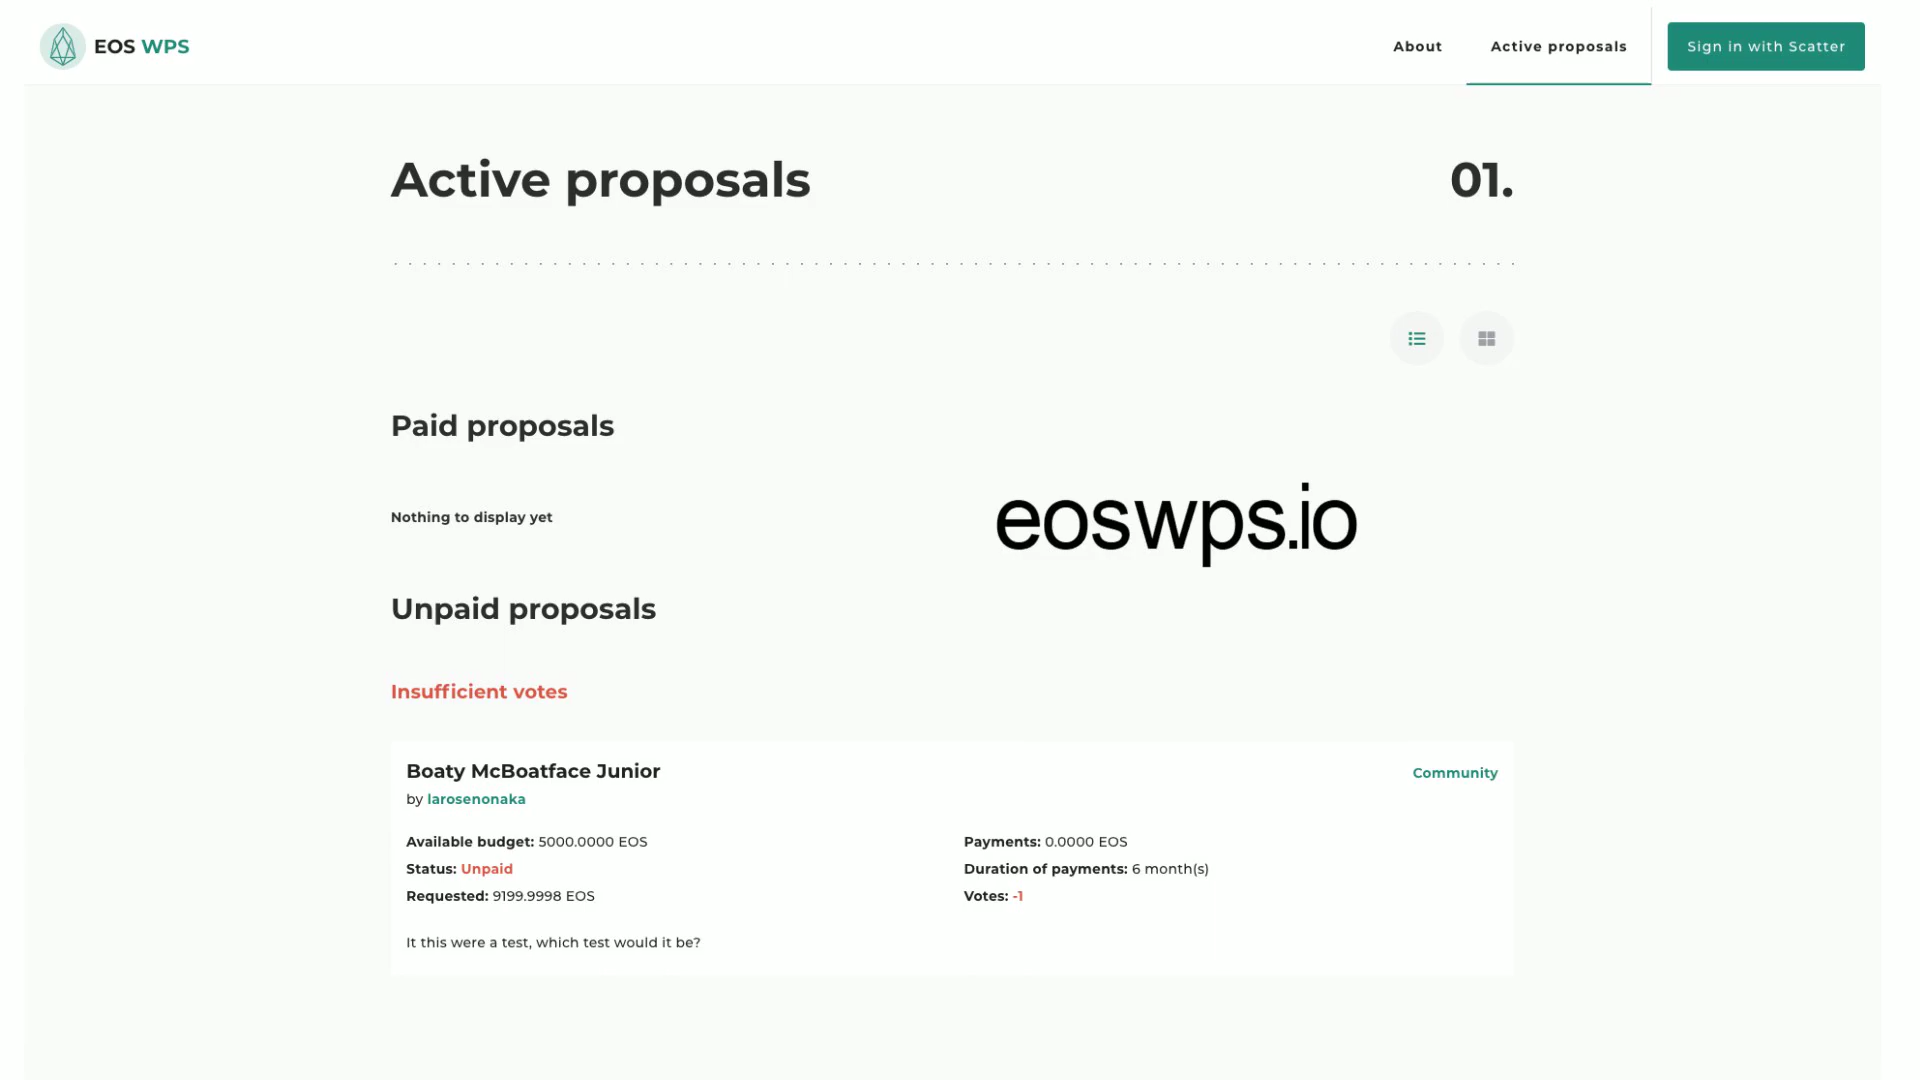 EOS WPS
About
Active proposals
Sign in with Scatter
Active proposals
01.
Paid proposals
Nothing to display yet
eoswps.io
Unpaid proposals
Insufficient votes
Boaty McBoatface Junior
Community
by larosenonaka
Available budget: 5000.0000 EOS
Payments: 0.0000 EOS
Status: Unpaid
Duration of payments: 6 month(s)
Requested: 9199.9998 EOS
Votes: -1
It this were a test, which test would it be?